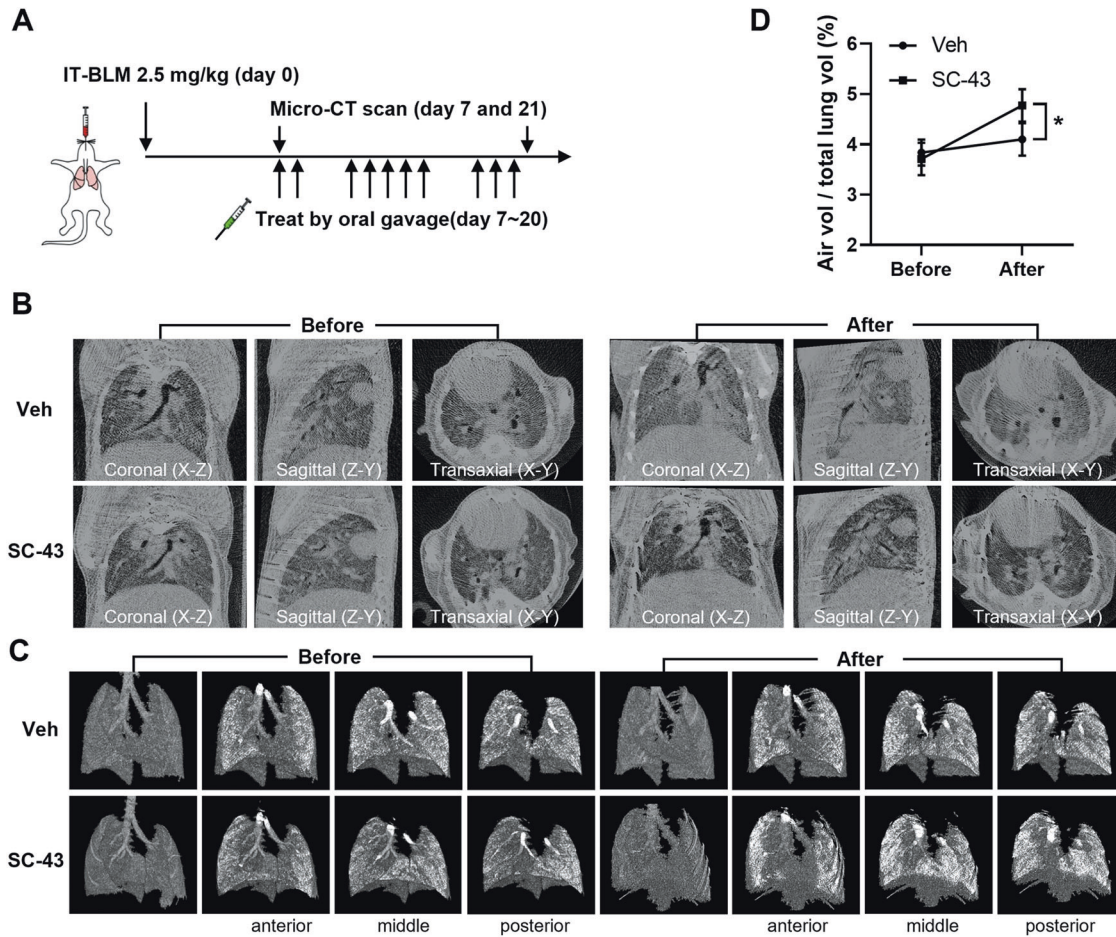 A
IT-BLM 2.5 mg/kg (day 0)
Micro-CT scan (day 7 and 21)
Treat by oral gavage(day 7~20)
D
Air vol / total lung vol (%)
6
5
4
3
2
Veh
SC-43
*
Before
After
B
Before
After
Veh
Coronal (X-Z)
Sagittal (Z-Y)
Transaxial (X-Y)
Coronal (X-Z)
Sagittal (Z-Y)
Transaxial (X-Y)
SC-43
Coronal (X-Z)
Sagittal (Z-Y)
Transaxial (X-Y)
Coronal (X-Z)
Sagittal (Z-Y)
Transaxial (X-Y)
C
Before
After
Veh
SC-43
anterior
middle
posterior
anterior
middle
posterior